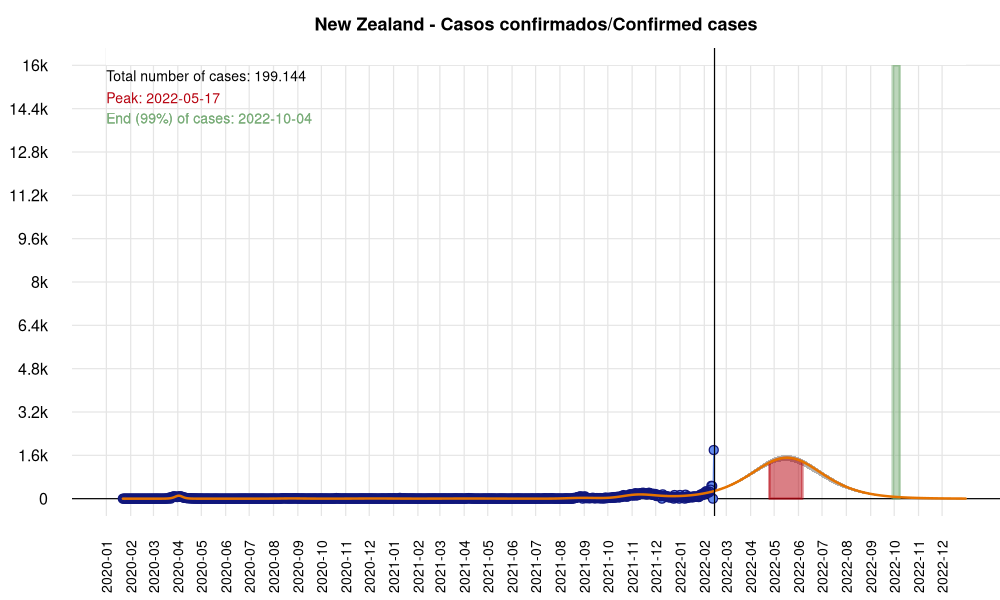 New Zealand - Casos confirmados/Confirmed cases
Total number of cases: 199.144
Peak: 2022-05-17
End (99%) of cases: 2022-10-04
16k
14.4k
12.8k
11.2k
9.6k
8k
6.4k
4.8k
3.2k
1.6k
0
2020-01
2020-02
2020-03
2020-04
2020-05
2020-06
2020-07
2020-08
2020-09
2020-10
2020-11
2020-12
2021-01
2021-02
2021-03
2021-04
2021-05
2021-06
2021-07
2021-08
2021-09
2021-10
2021-11
2021-12
2022-01
2022-02
2022-03
2022-04
2022-05
2022-06
2022-07
2022-08
2022-09
2022-10
2022-11
2022-12